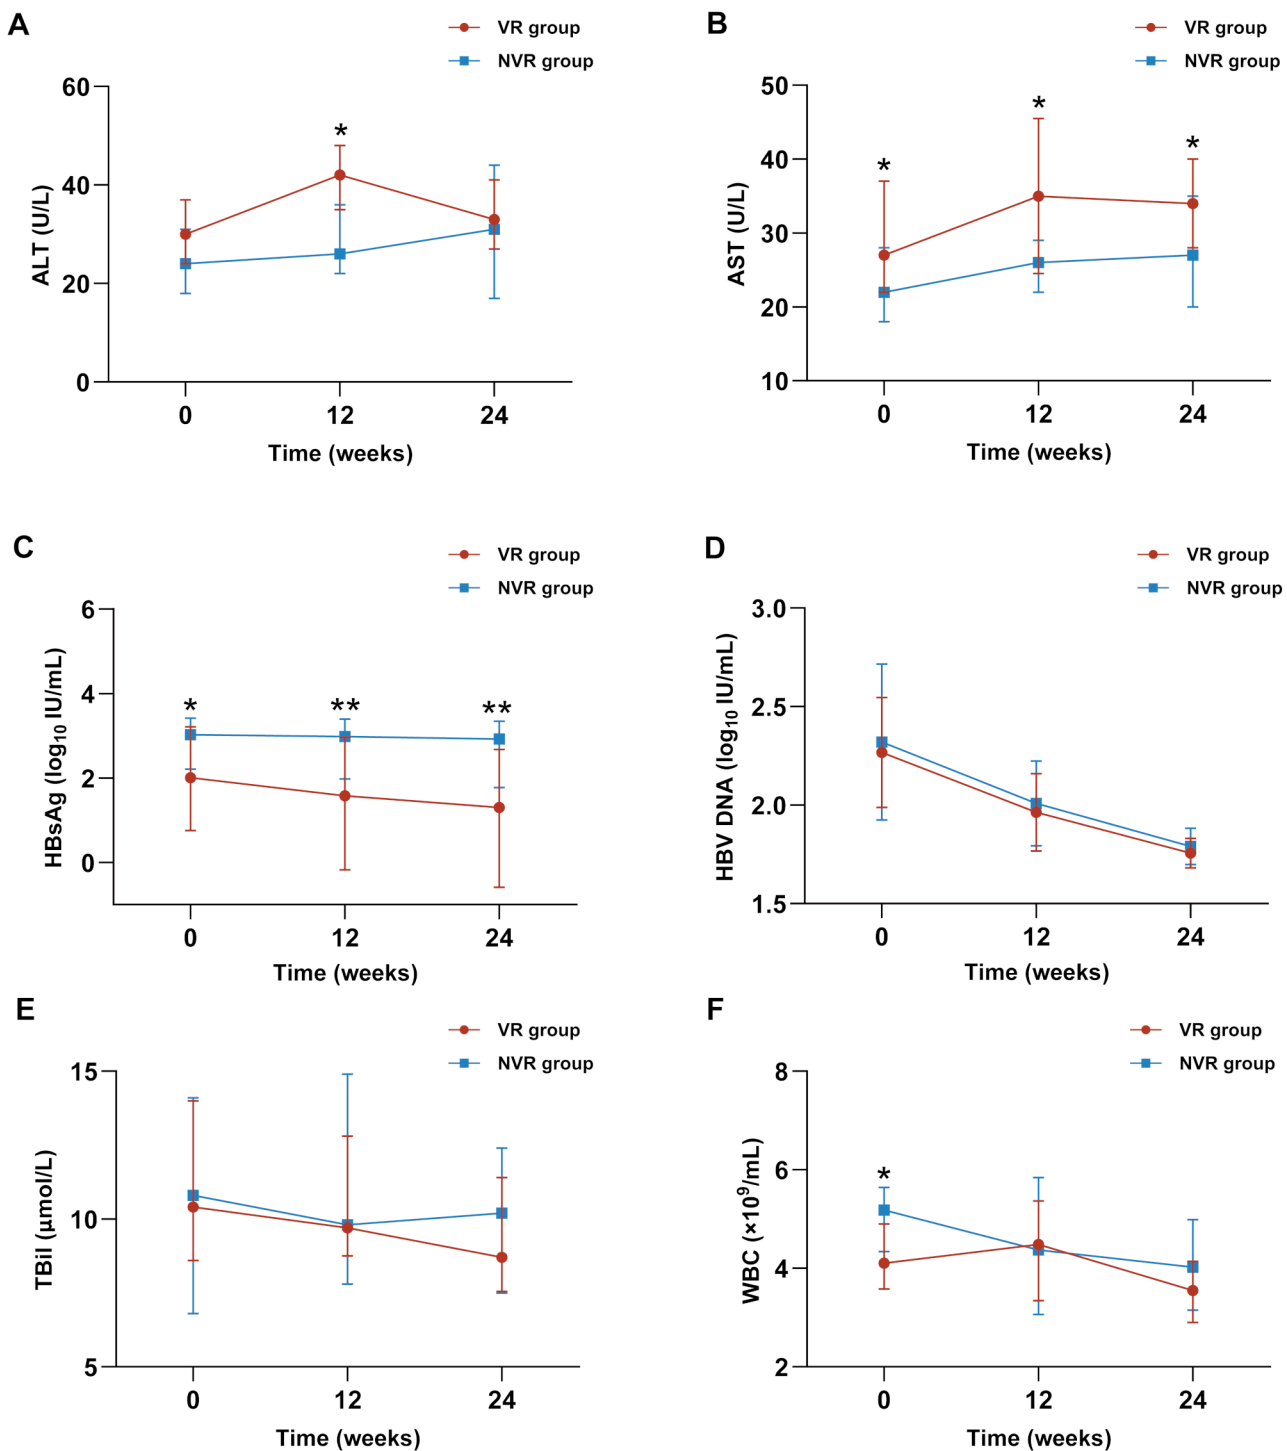 A
VR group
NVR group
60
40
20
0
ALT (U/L)
*
0 12 24
Time (weeks)
B
VR group
NVR group
50
40
30
20
10
AST (U/L)
* * *
0 12 24
Time (weeks)
C
VR group
NVR group
6
4
2
0
HBsAg (log10 IU/mL)
* ** **
0 12 24
Time (weeks)
D
VR group
NVR group
3.0
2.5
2.0
1.5
HBV DNA (log10 IU/mL)
0 12 24
Time (weeks)
E
VR group
NVR group
15
10
5
TBil (μmol/L)
0 12 24
Time (weeks)
F
VR group
NVR group
8
6
4
2
WBC (×10⁹/mL)
*
0 12 24
Time (weeks)